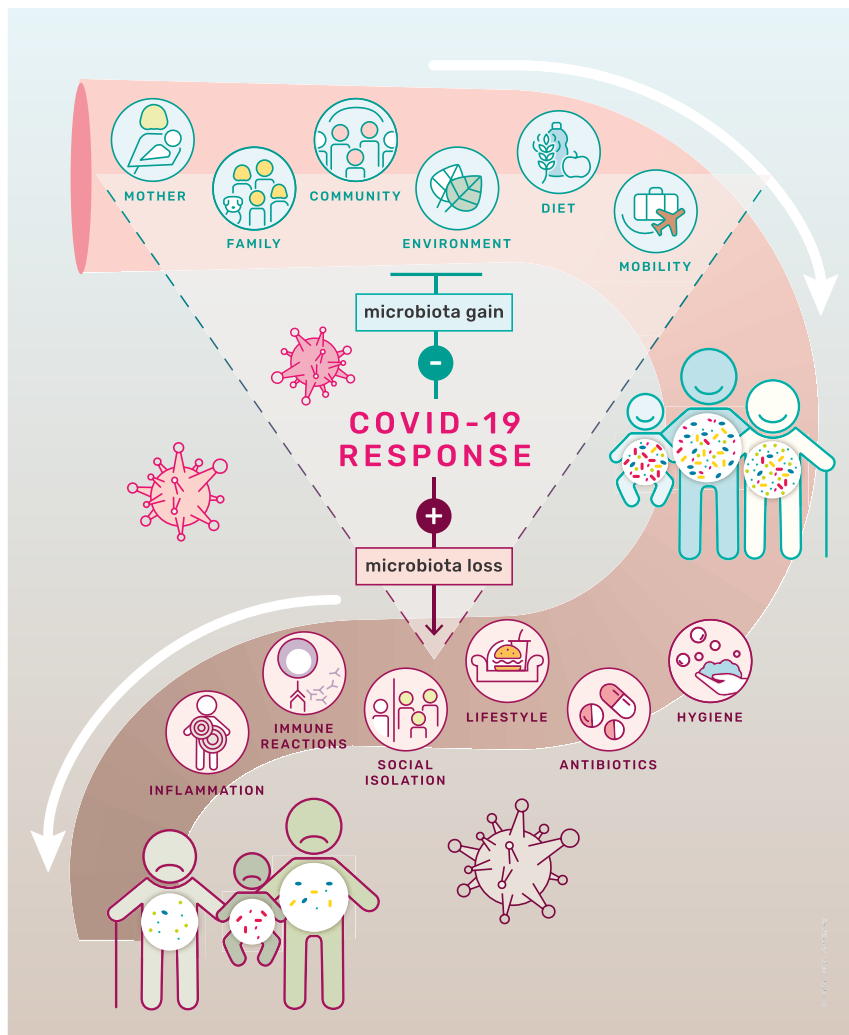 MOTHER
FAMILY
COMMUNITY
ENVIRONMENT
DIET
MOBILITY
microbiota gain
-
COVID-19
RESPONSE
+
microbiota loss
INFLAMMATION
IMMUNE
REACTIONS
SOCIAL
ISOLATION
LIFESTYLE
ANTIBIOTICS
HYGIENE